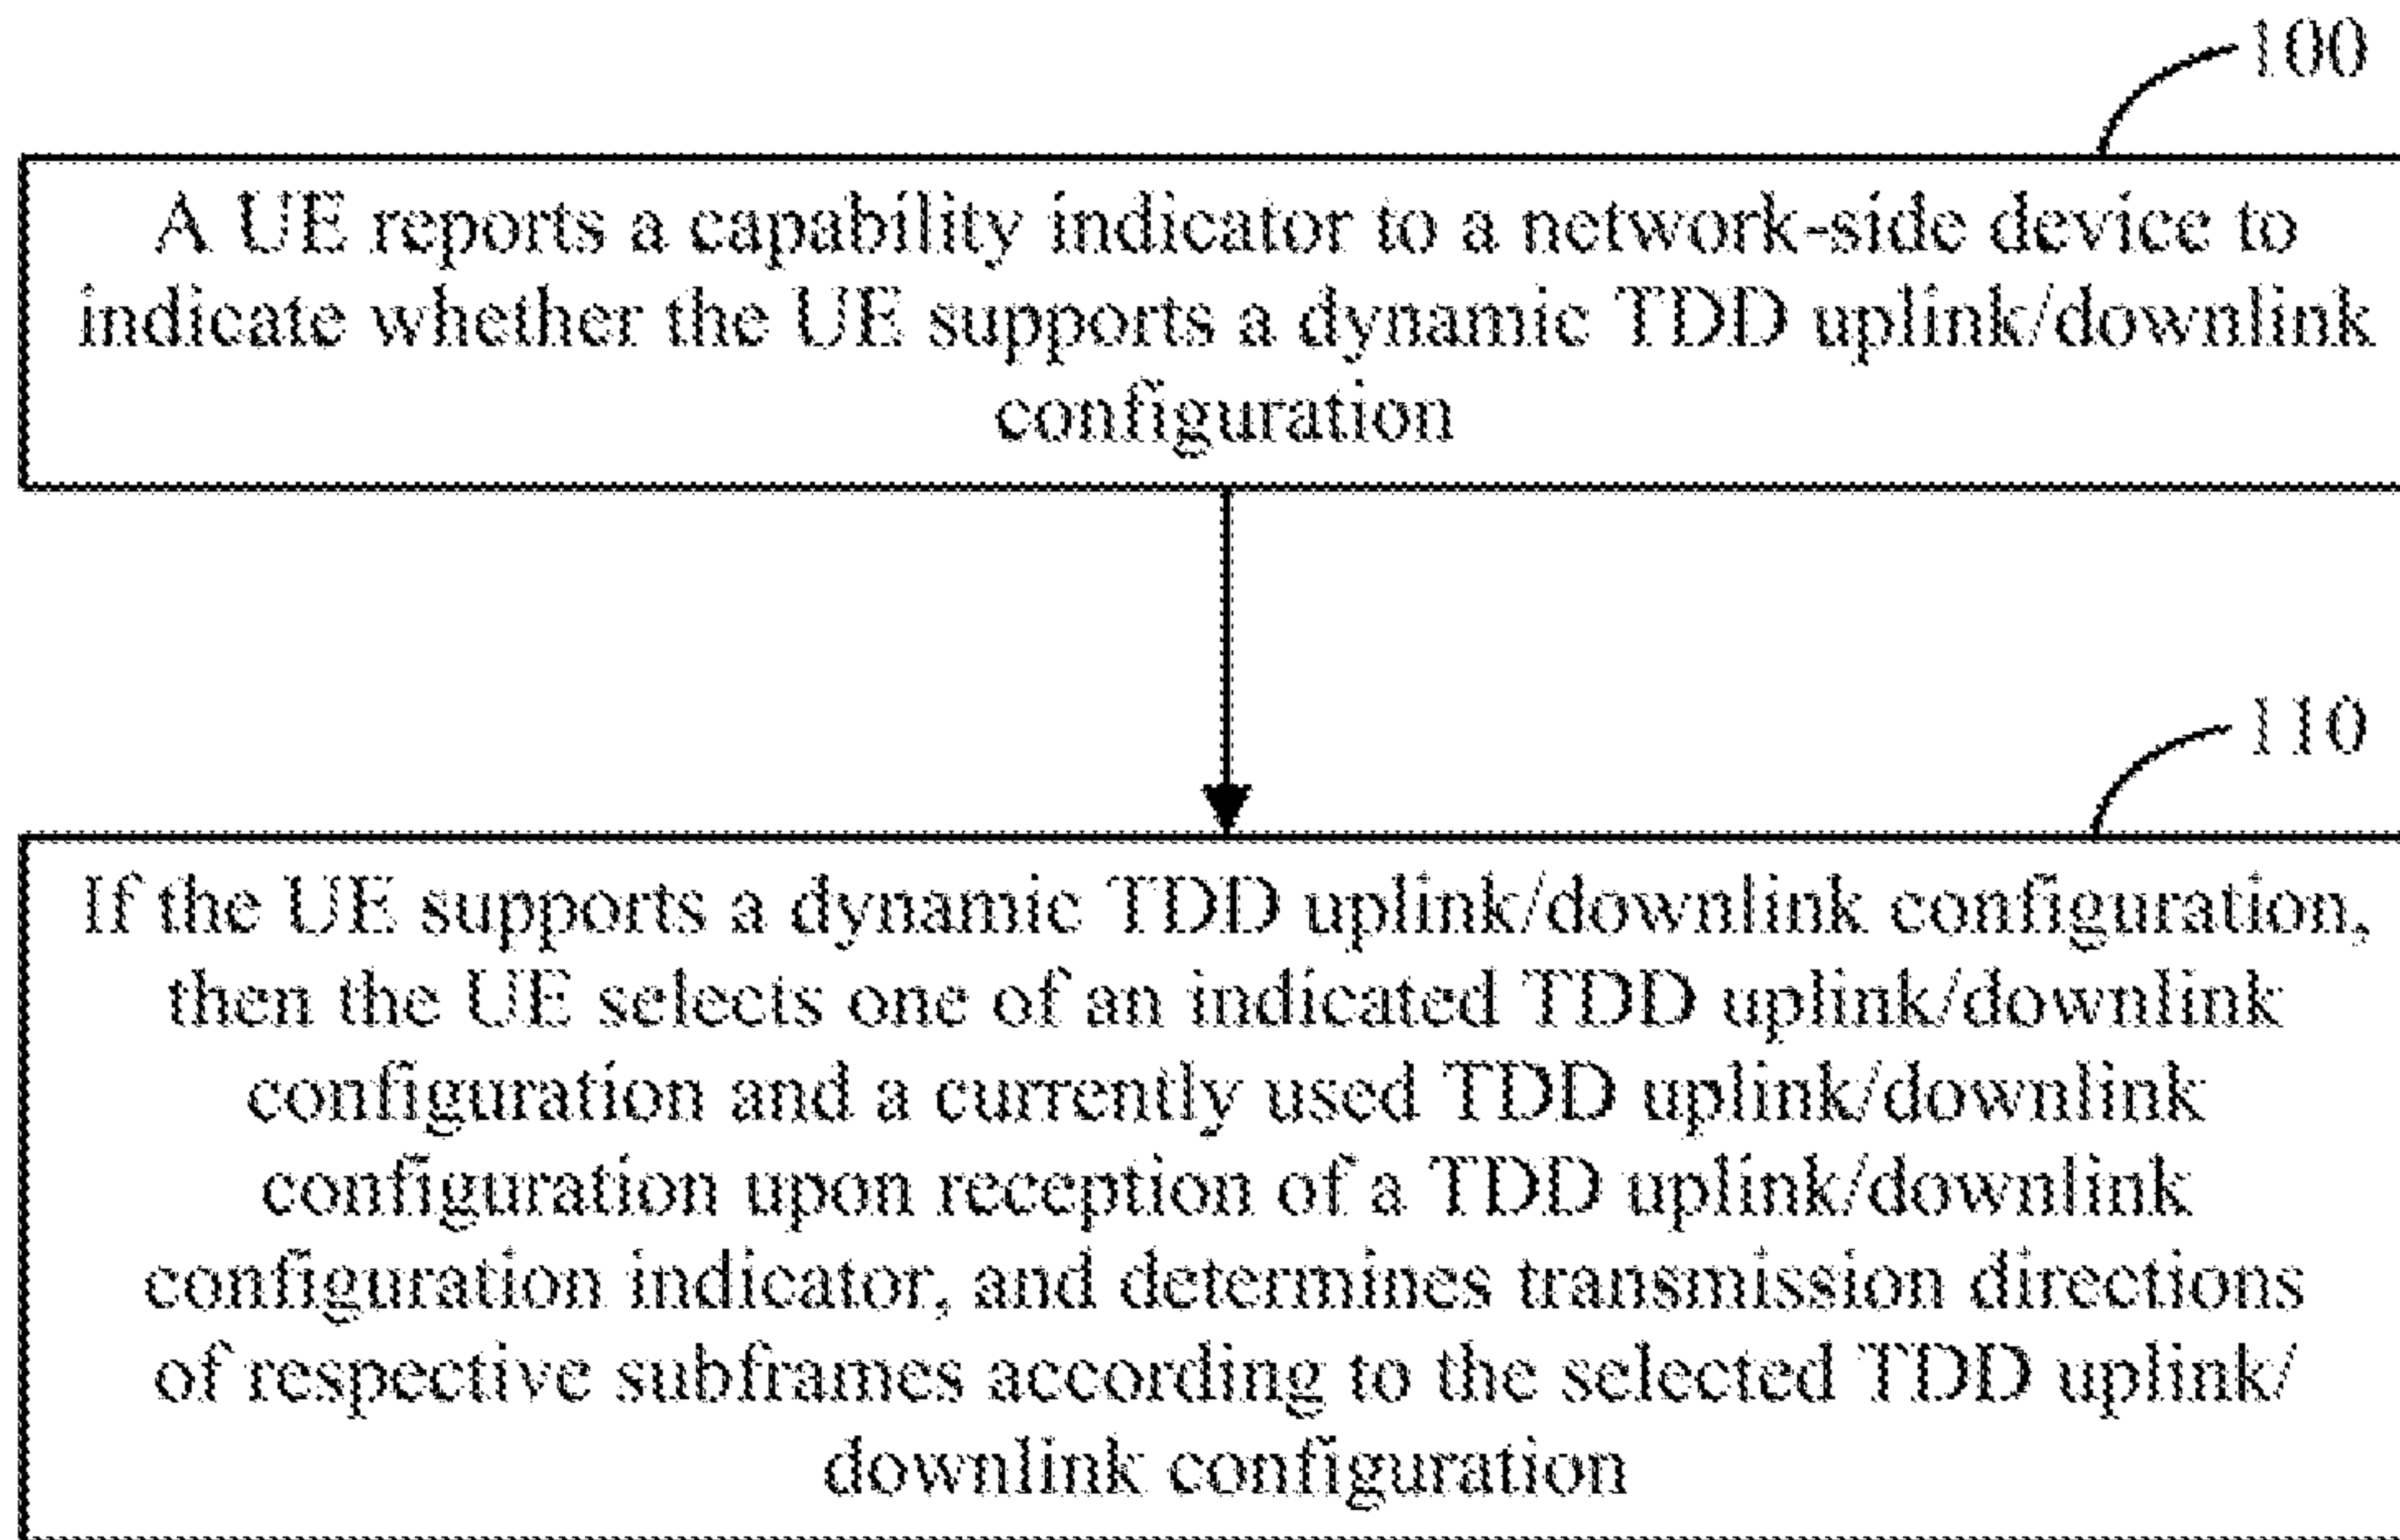 100
A UE reports a capability indicator to a network-side device to
indicate whether the UE supports a dynamic TDD uplink/downlink
configuration
110
If the UE supports a dynamic TDD uplink/downlink configuration,
then the UE selects one of an indicated TDD uplink/downlink
configuration and a currently used TDD uplink/downlink
configuration upon reception of a TDD uplink/downlink
configuration indicator, and determines transmission directions
of respective subframes according to the selected TDD uplink/
downlink configuration